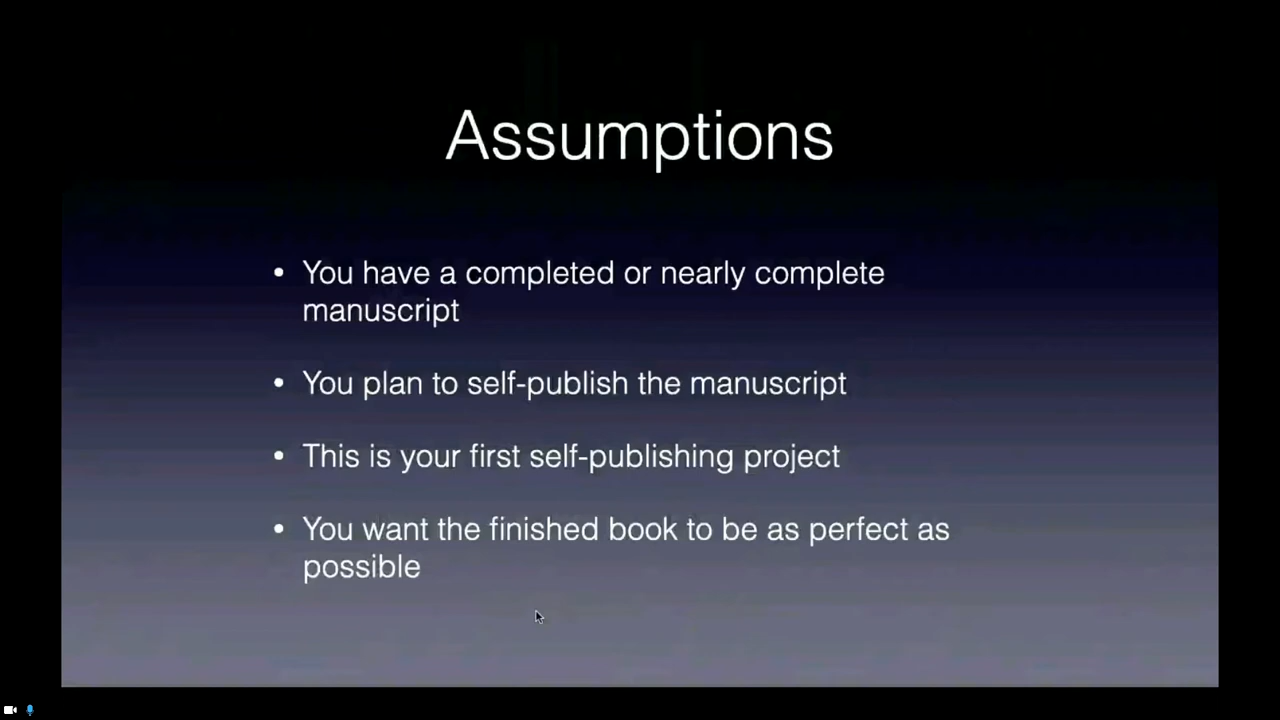 Assumptions
• You have a completed or nearly complete
manuscript
• You plan to self-publish the manuscript
• This is your first self-publishing project
• You want the finished book to be as perfect as
possible